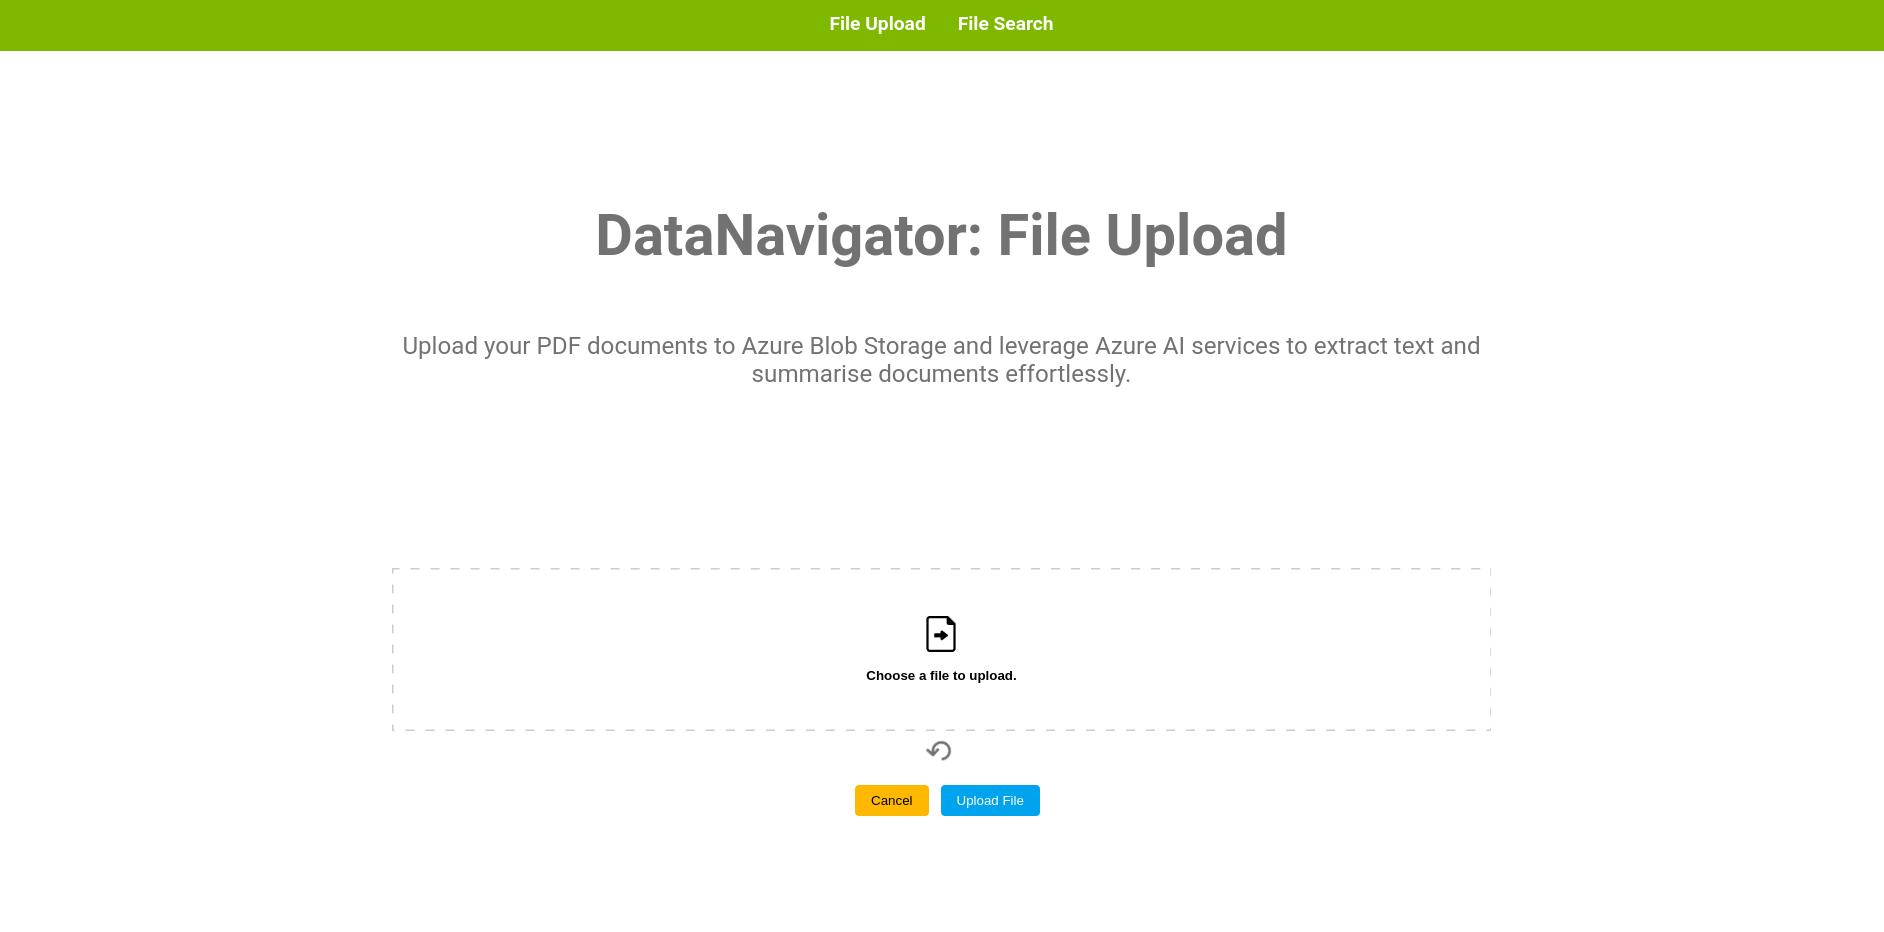 File Upload File Search
DataNavigator: File Upload
Upload your PDF documents to Azure Blob Storage and leverage Azure AI services to extract text and
summarise documents effortlessly.
Choose a file to upload.
Cancel Upload File